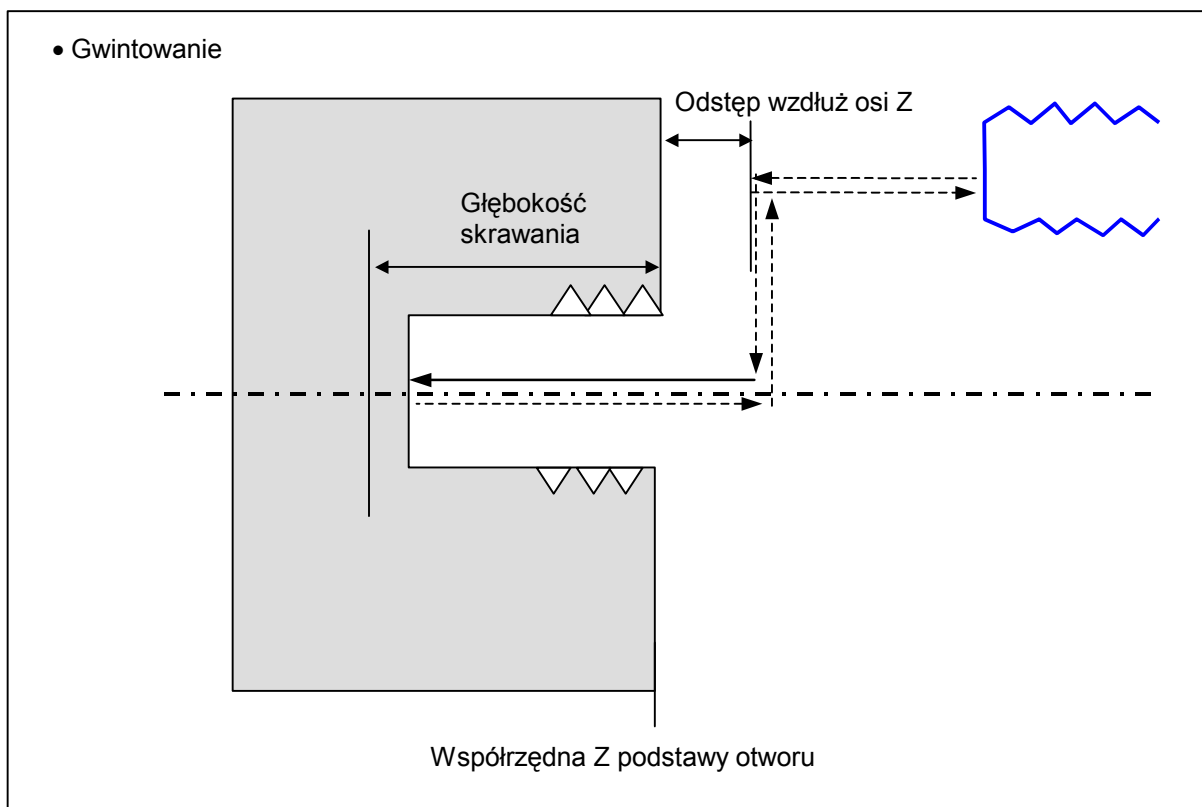 • Gwintowanie
Odstęp wzdłuż osi Z
Głębokość
skrawania
Współrzędna Z podstawy otworu